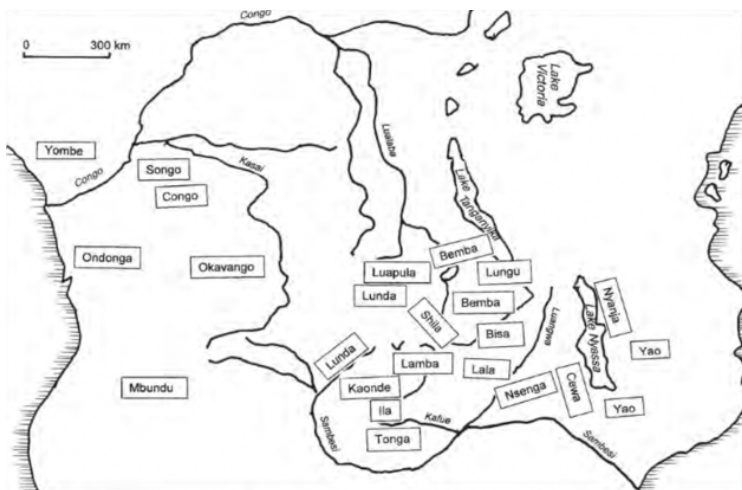 Congo
0 300 km
Lake Victoria
Lualaba
Yombe
Kasai
Songo
Congo
Congo
Lake Tanganyika
Bemba
Ondonga
Okavango
Luapula
Lungu
Lunda
Bemba
Nyanja
Shila
Luangwa
Lake Nyassa
Bisa
Yao
Lunda
Lamba
Lala
Mbundu
Kaonde
Nsenga
Cewa
Ila
Yao
Kafue
Sambesi
Tonga
Sambesi